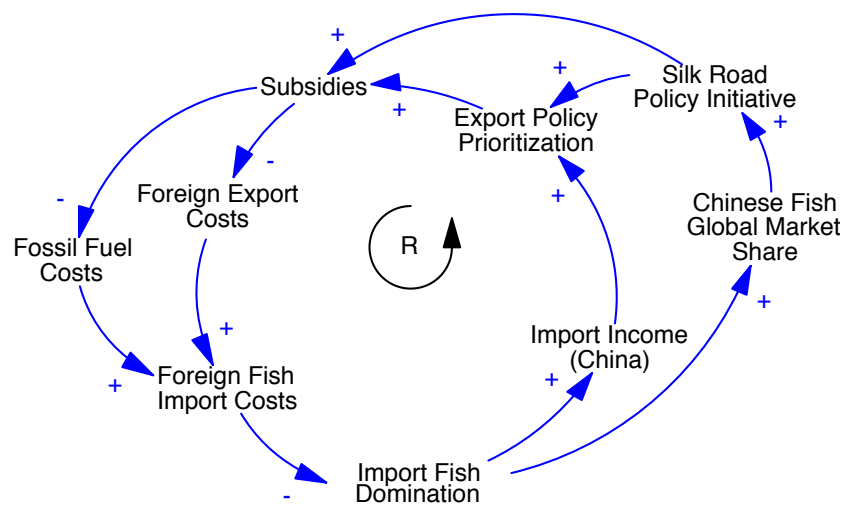 +
Silk Road
Policy Initiative
+
Subsidies
+
Export Policy
Prioritization
+
-
Foreign Export
Costs
-
+
Chinese Fish
Global Market
Share
R
Fossil Fuel
Costs
+
+
Import Income
(China)
+
Foreign Fish
Import Costs
+
+
Import Fish
Domination
-